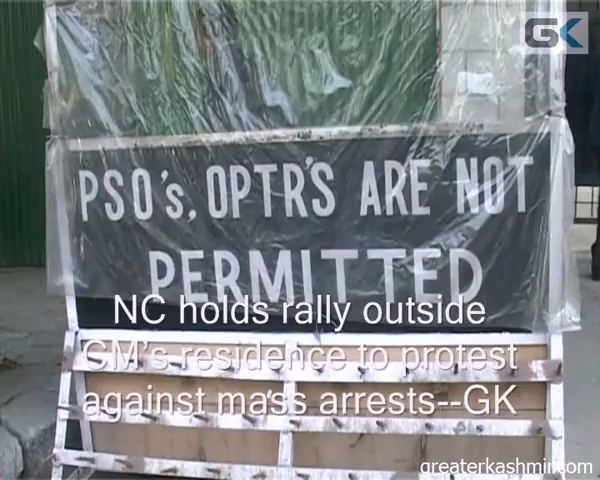 GK
PSO's, OPTR'S ARE NOT
PERMITTED
NC holds rally outside
CM's residence to protest
against mass arrests--GK
greaterkashmir.com